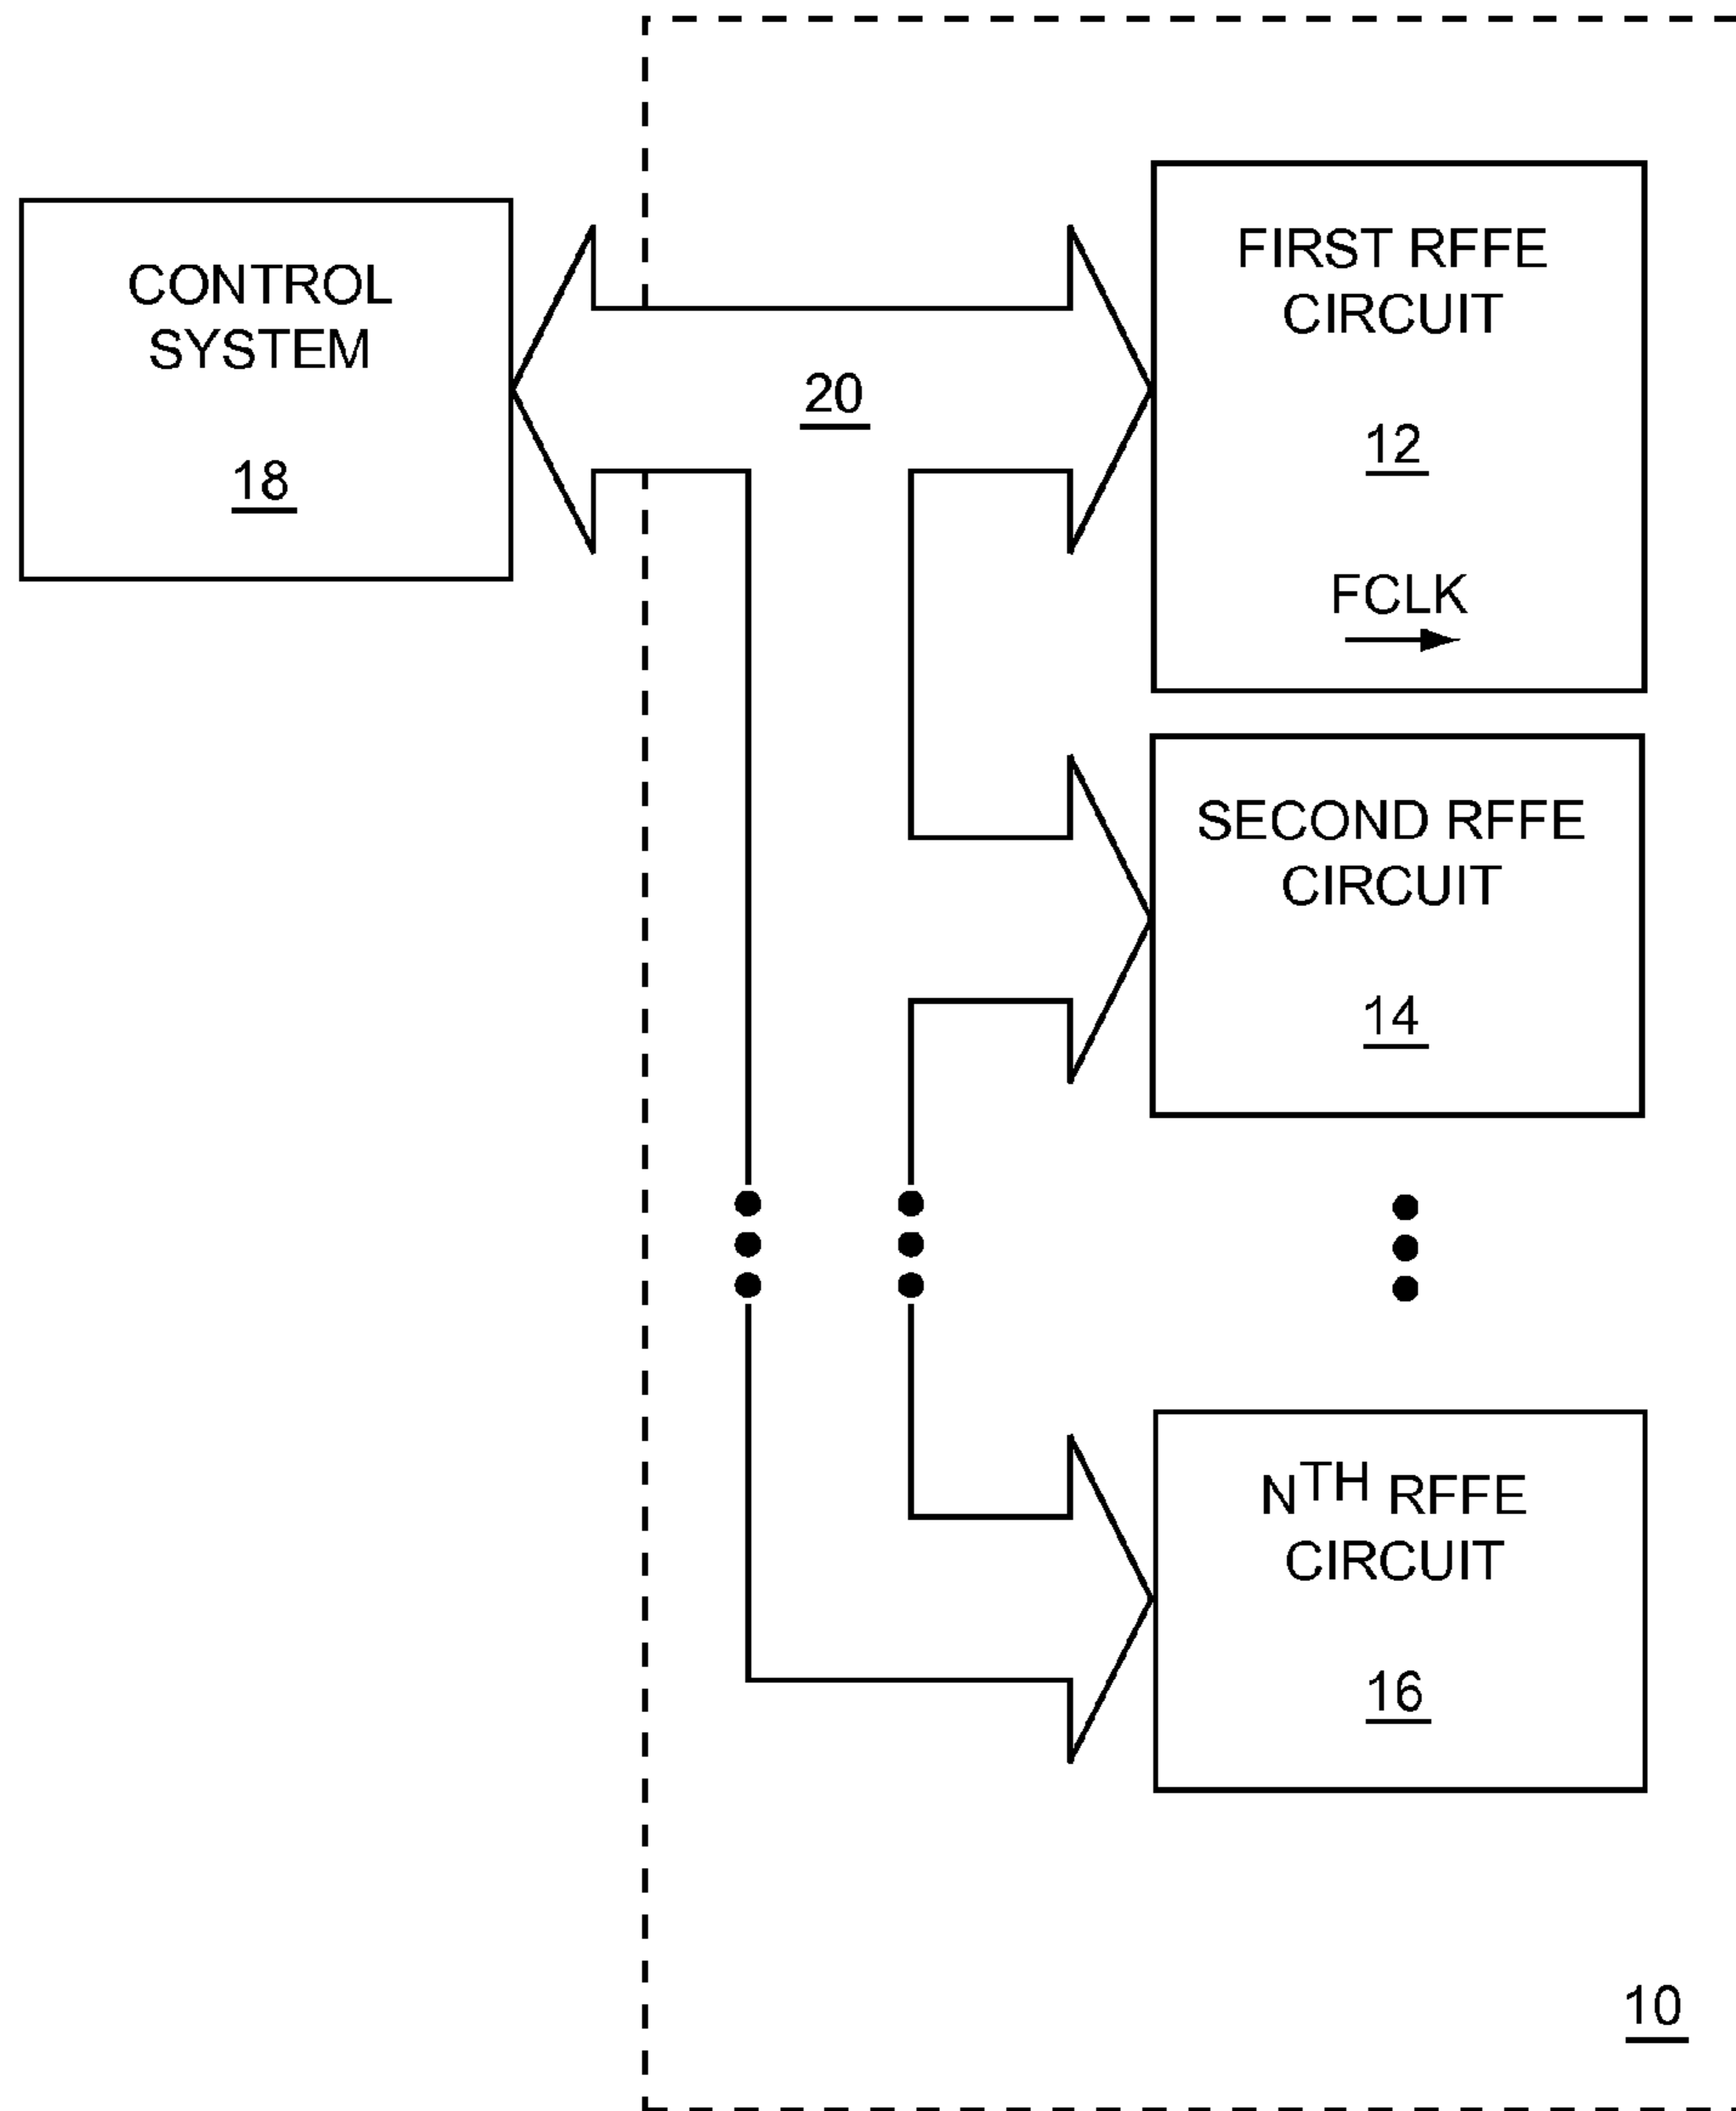 CONTROL
SYSTEM
18
20
FIRST RFFE
CIRCUIT
12
FCLK
SECOND RFFE
CIRCUIT
14
NTH RFFE
CIRCUIT
16
10